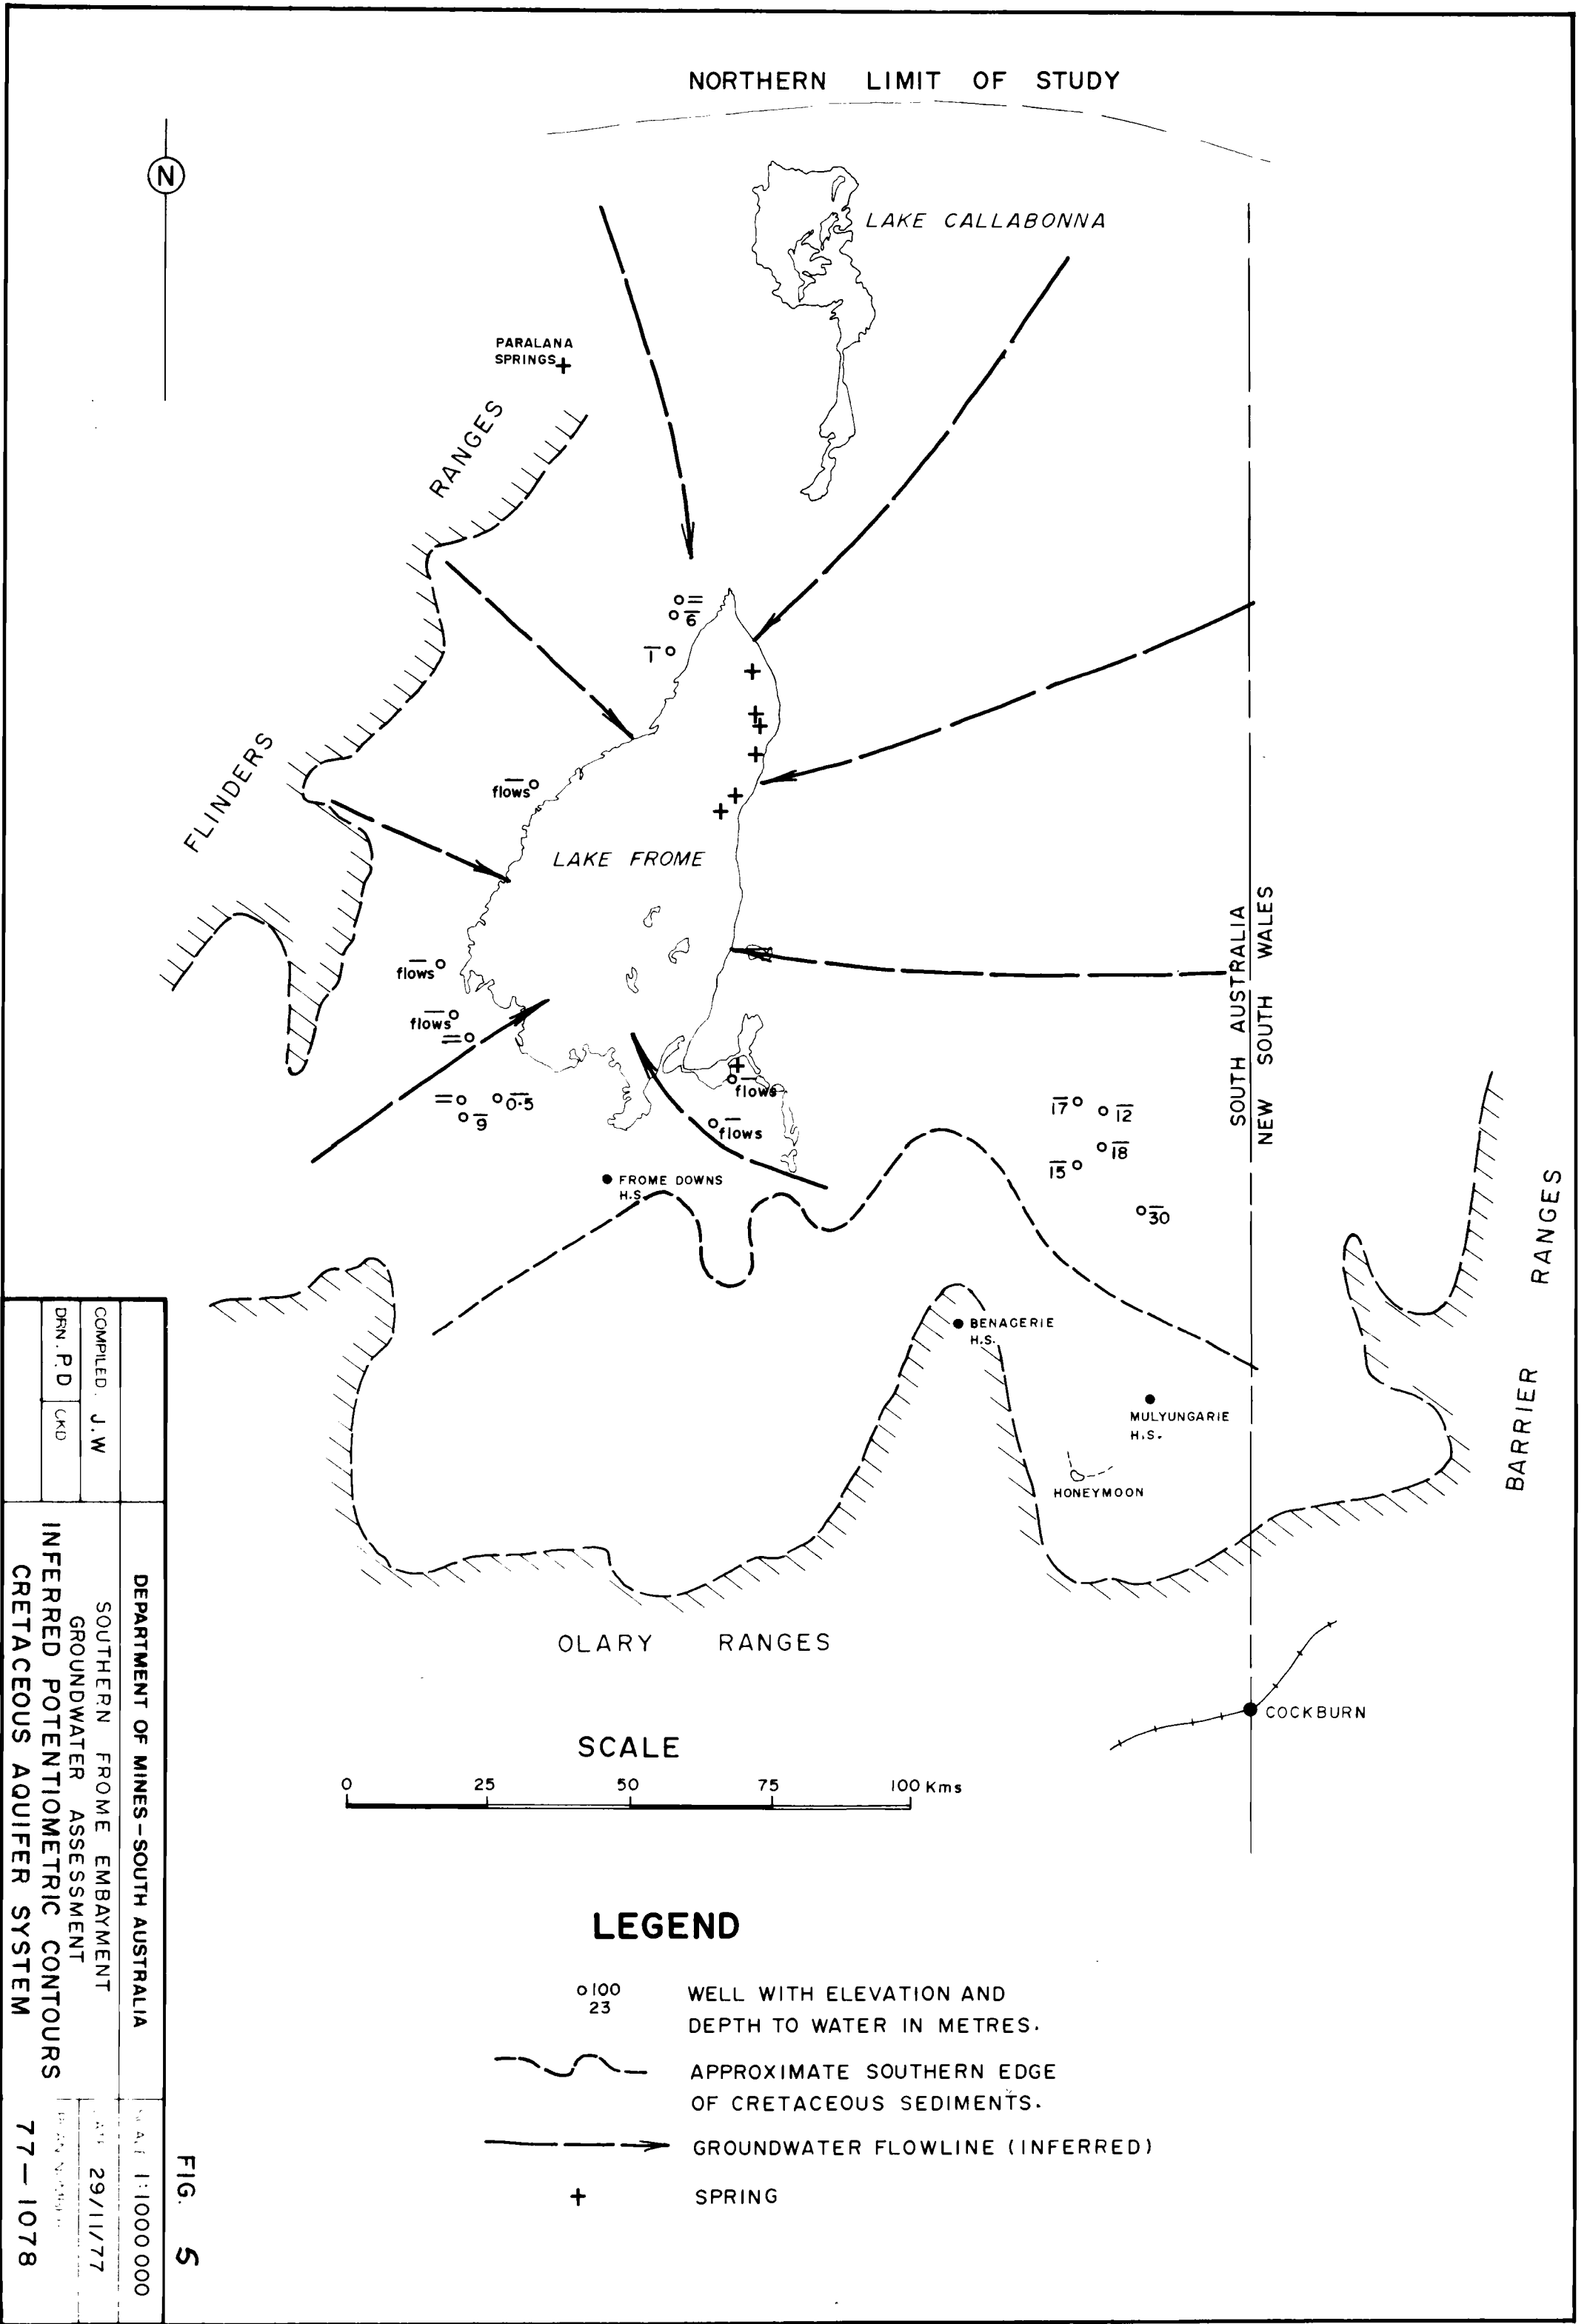 NORTHERN LIMIT OF STUDY
N
LAKE CALLABONNA
PARALANA
SPRINGS
RANGES
FLINDERS
=
6
1
flows
LAKE FROME
flows
flows
=
=
0.5
9
flows
flows
FROME DOWNS
H.S.
SOUTH AUSTRALIA
NEW SOUTH WALES
17
12
18
15
30
BARRIER RANGES
BENAGERIE
H.S.
MULYUNGARIE
H.S.
HONEYMOON
OLARY RANGES
COCKBURN
SCALE
0 25 50 75 100 Kms
LEGEND
100
23
WELL WITH ELEVATION AND
DEPTH TO WATER IN METRES.
APPROXIMATE SOUTHERN EDGE
OF CRETACEOUS SEDIMENTS.
GROUNDWATER FLOWLINE (INFERRED)
SPRING
FIG. 5
DEPARTMENT OF MINES–SOUTH AUSTRALIA
SOUTHERN FROME EMBAYMENT
GROUNDWATER ASSESSMENT
INFERRED POTENTIOMETRIC CONTOURS
CRETACEOUS AQUIFER SYSTEM
COMPILED. J.W
DRN. P.D
CKD
1:1000 000
29/11/77
77–1078